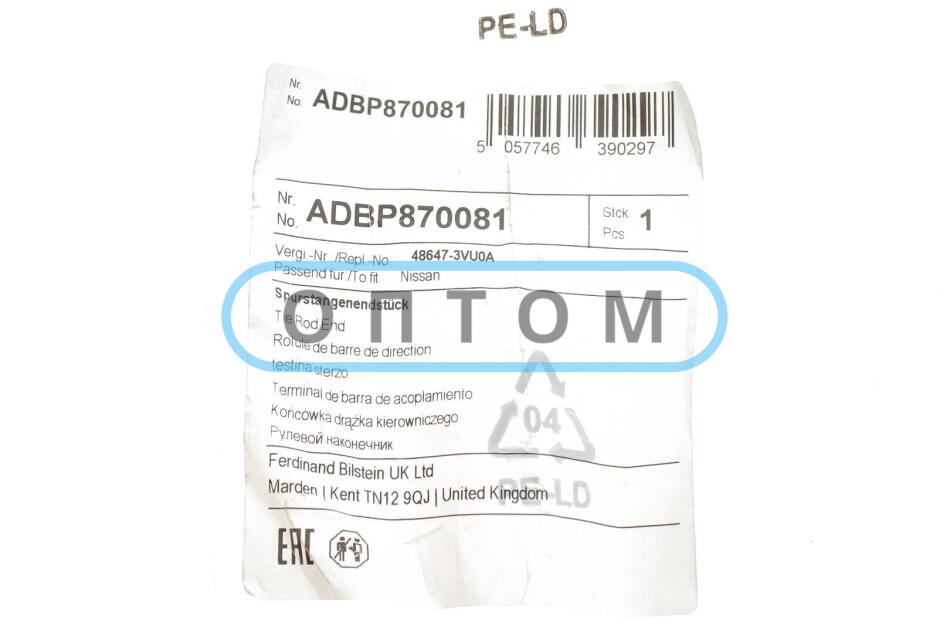 PE-LD
Nr.
No. ADBP870081
5 057746 390297
Nr.
No. ADBP870081
Stck. 1
Pcs
Vergl.-Nr. /Repl.-No. 48647-3VU0A
Passend für /To fit Nissan
Spurstangenendstück
Tie Rod End
Rotule de barre de direction
testina sterzo
Terminal de barra de acoplamiento
Końcówka drążka kierowniczego
Рулевой наконечник
ОПТОМ
04
PE-LD
Ferdinand Bilstein UK Ltd
Marden | Kent TN12 9QJ | United Kingdom
EAC